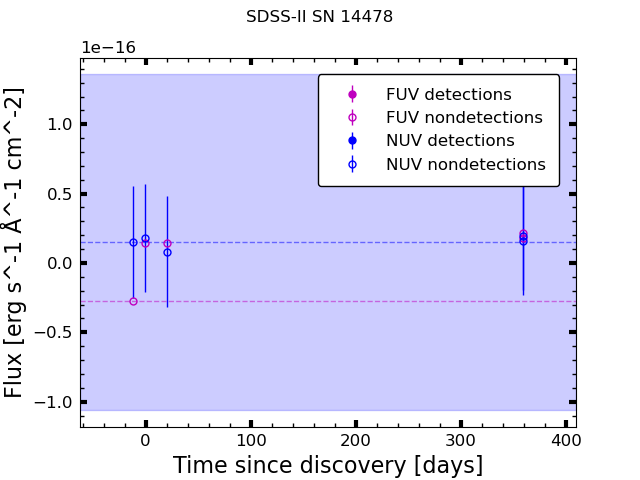 SDSS-II SN 14478
1e−16
FUV detections
FUV nondetections
NUV detections
NUV nondetections
1.0
0.5
0.0
−0.5
−1.0
Flux [erg s^-1 Å^-1 cm^-2]
0 100 200 300 400
Time since discovery [days]